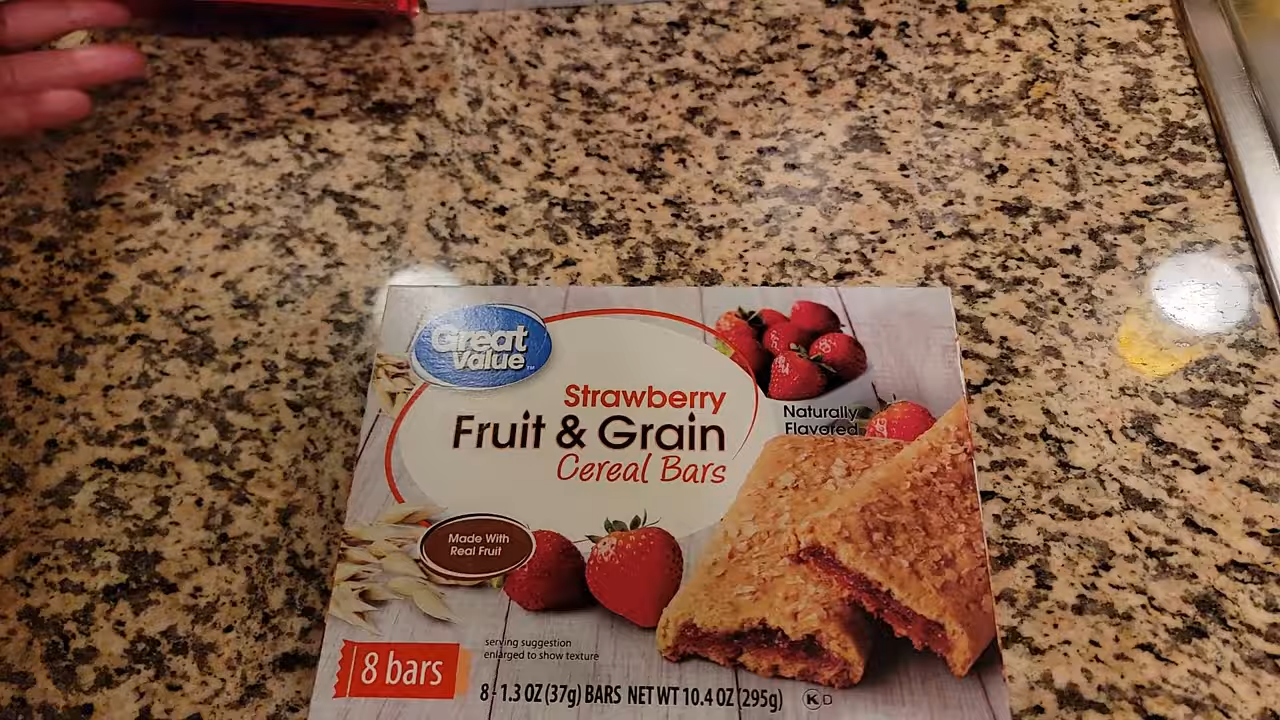 Great
Value
TM
Strawberry
Fruit & Grain
Cereal Bars
Naturally
Flavored
Made With
Real Fruit
8 bars
serving suggestion
enlarged to show texture
8-1.3 OZ (37g) BARS NET WT 10.4 OZ (295g)
K D